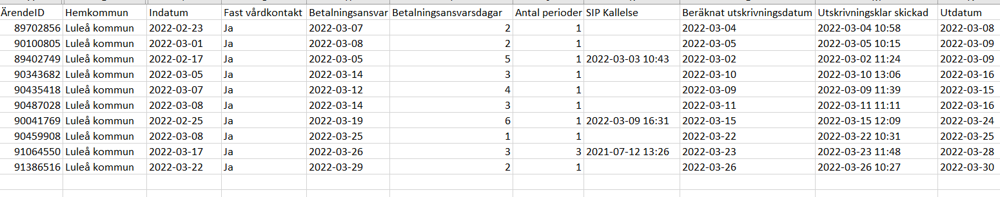 ÄrendeID Hemkommun Indatum Fast vårdkontakt Betalningsansvar Betalningsansvarsdagar Antal perioder SIP Kallelse Beräknat utskrivningsdatum Utskrivningsklar skickad Utdatum
89702856 Luleå kommun 2022-02-23 Ja 2022-03-07 2 1 2022-03-04 2022-03-04 10:58 2022-03-08
90100805 Luleå kommun 2022-03-01 Ja 2022-03-08 2 1 2022-03-05 2022-03-05 10:15 2022-03-09
89402749 Luleå kommun 2022-02-17 Ja 2022-03-05 5 1 2022-03-03 10:43 2022-03-02 2022-03-02 11:24 2022-03-09
90343682 Luleå kommun 2022-03-05 Ja 2022-03-14 3 1 2022-03-10 2022-03-10 13:06 2022-03-16
90435418 Luleå kommun 2022-03-07 Ja 2022-03-12 4 1 2022-03-09 2022-03-09 11:39 2022-03-15
90487028 Luleå kommun 2022-03-08 Ja 2022-03-14 3 1 2022-03-11 2022-03-11 11:11 2022-03-16
90041769 Luleå kommun 2022-02-25 Ja 2022-03-19 6 1 2022-03-09 16:31 2022-03-15 2022-03-15 12:09 2022-03-24
90459908 Luleå kommun 2022-03-08 Ja 2022-03-25 1 1 2022-03-22 2022-03-22 10:31 2022-03-25
91064550 Luleå kommun 2022-03-17 Ja 2022-03-26 3 3 2021-07-12 13:26 2022-03-23 2022-03-23 11:48 2022-03-28
91386516 Luleå kommun 2022-03-22 Ja 2022-03-29 2 1 2022-03-26 2022-03-26 10:27 2022-03-30